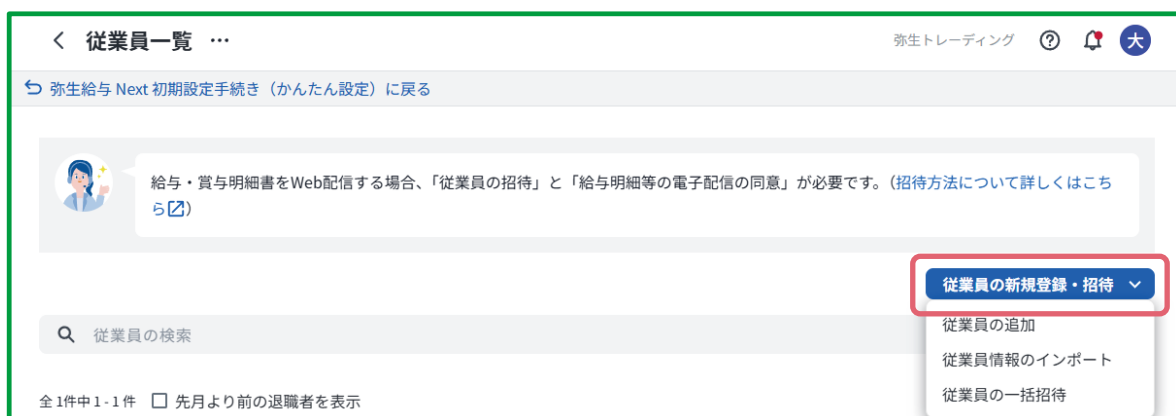 従業員一覧 …
弥生トレーディング
大
弥生給与 Next 初期設定手続き（かんたん設定）に戻る
給与・賞与明細書をWeb配信する場合、「従業員の招待」と「給与明細等の電子配信の同意」が必要です。（招待方法について詳しくはこち
ら）
従業員の新規登録・招待
従業員の検索
従業員の追加
従業員情報のインポート
従業員の一括招待
全1件中1-1件 先月より前の退職者を表示